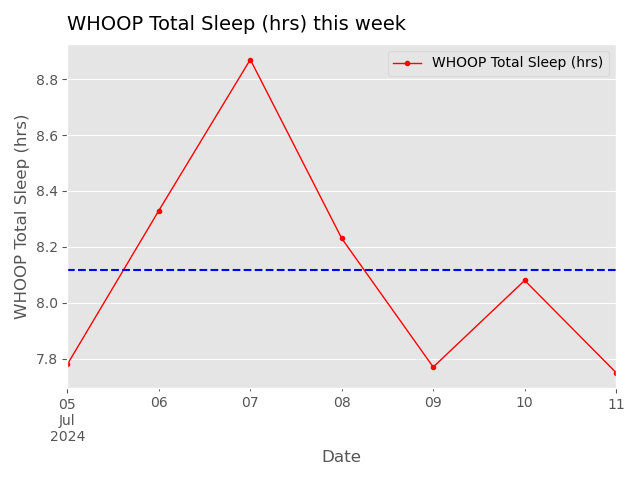 WHOOP Total Sleep (hrs) this week
WHOOP Total Sleep (hrs)
WHOOP Total Sleep (hrs)
8.8
8.6
8.4
8.2
8.0
7.8
05 06 07 08 09 10 11
Jul
2024
Date